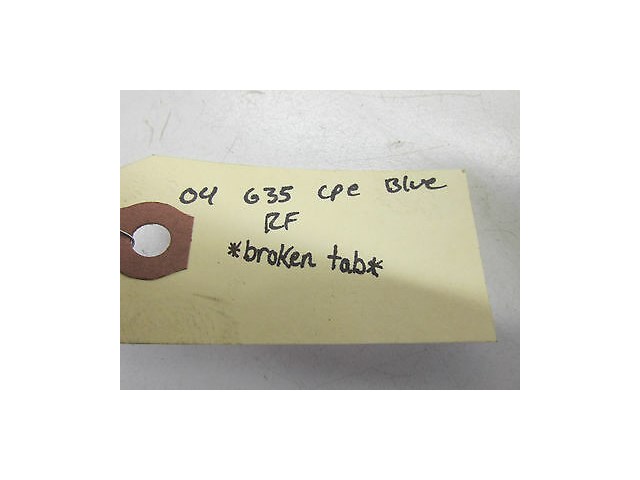 04 G35 cpe Blue
RF
*broken tab*